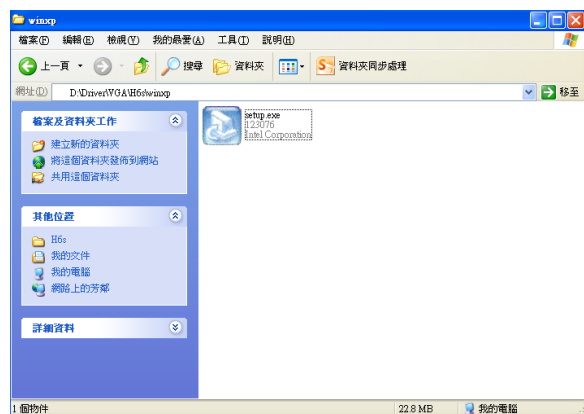 winxp
檔案(F) 編輯(E) 檢視(V) 我的最愛(A) 工具(T) 說明(H)
上一頁 搜尋 資料夾 資料夾同步處理
網址(D) D:\Driver\VGA\H6s\winxp 移至
檔案及資料夾工作
建立新的資料夾
將這個資料夾發佈到網站
共用這個資料夾
其他位置
H6s
我的文件
我的電腦
網路上的芳鄰
詳細資料
setup.exe
123076
Intel Corporation
1 個物件 22.8 MB 我的電腦